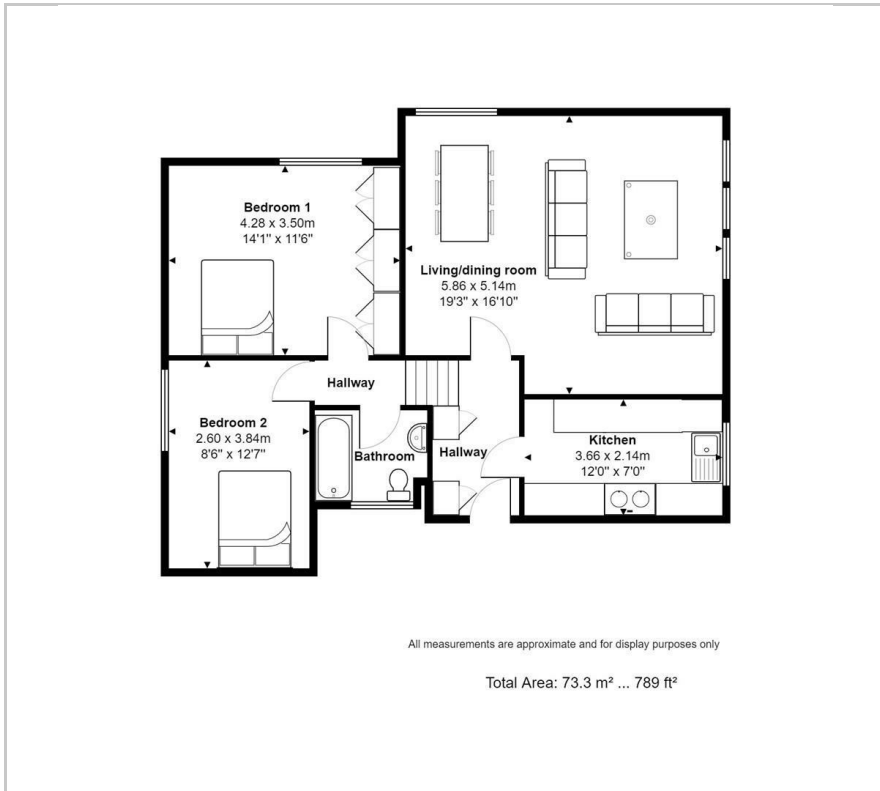 Bedroom 1
4.28 x 3.50m
14'1" x 11'6"
Living/dining room
5.86 x 5.14m
19'3" x 16'10"
Hallway
Bedroom 2
2.60 x 3.84m
8'6" x 12'7"
Bathroom
Hallway
Kitchen
3.66 x 2.14m
12'0" x 7'0"
All measurements are approximate and for display purposes only
Total Area: 73.3 m² ... 789 ft²